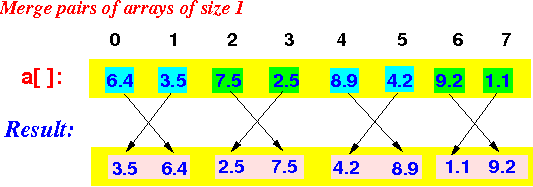 Merge pairs of arrays of size 1
0 1 2 3 4 5 6 7
a[ ]: 6.4 3.5 7.5 2.5 8.9 4.2 9.2 1.1
Result:
3.5 6.4 2.5 7.5 4.2 8.9 1.1 9.2